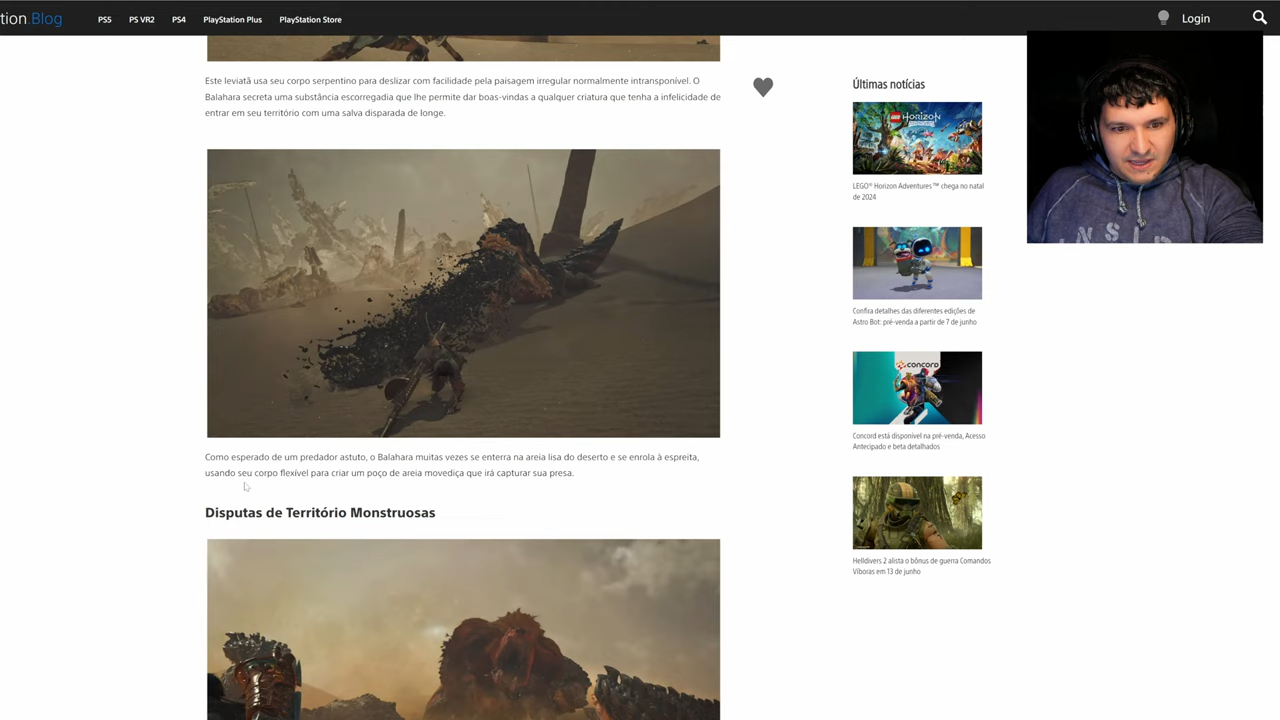 tion.Blog
PS5
PS VR2
PS4
PlayStation Plus
PlayStation Store
Login
Este leviatã usa seu corpo serpentino para deslizar com facilidade pela paisagem irregular normalmente intransponível. O
Balahara secreta uma substância escorregadia que lhe permite dar boas-vindas a qualquer criatura que tenha a infelicidade de
entrar em seu território com uma salva disparada de longe.
Como esperado de um predador astuto, o Balahara muitas vezes se enterra na areia lisa do deserto e se enrola à espreita,
usando seu corpo flexível para criar um poço de areia movediça que irá capturar sua presa.
Disputas de Território Monstruosas
Últimas notícias
LEGO HORIZON
ADVENTURES
LEGO® Horizon Adventures™ chega no natal
de 2024
Confira detalhes das diferentes edições de
Astro Bot: pré-venda a partir de 7 de junho
CONCORD
Concord está disponível na pré-venda, Acesso
Antecipado e beta detalhados
Helldivers 2 alista o bônus de guerra Comandos
Víboras em 13 de junho